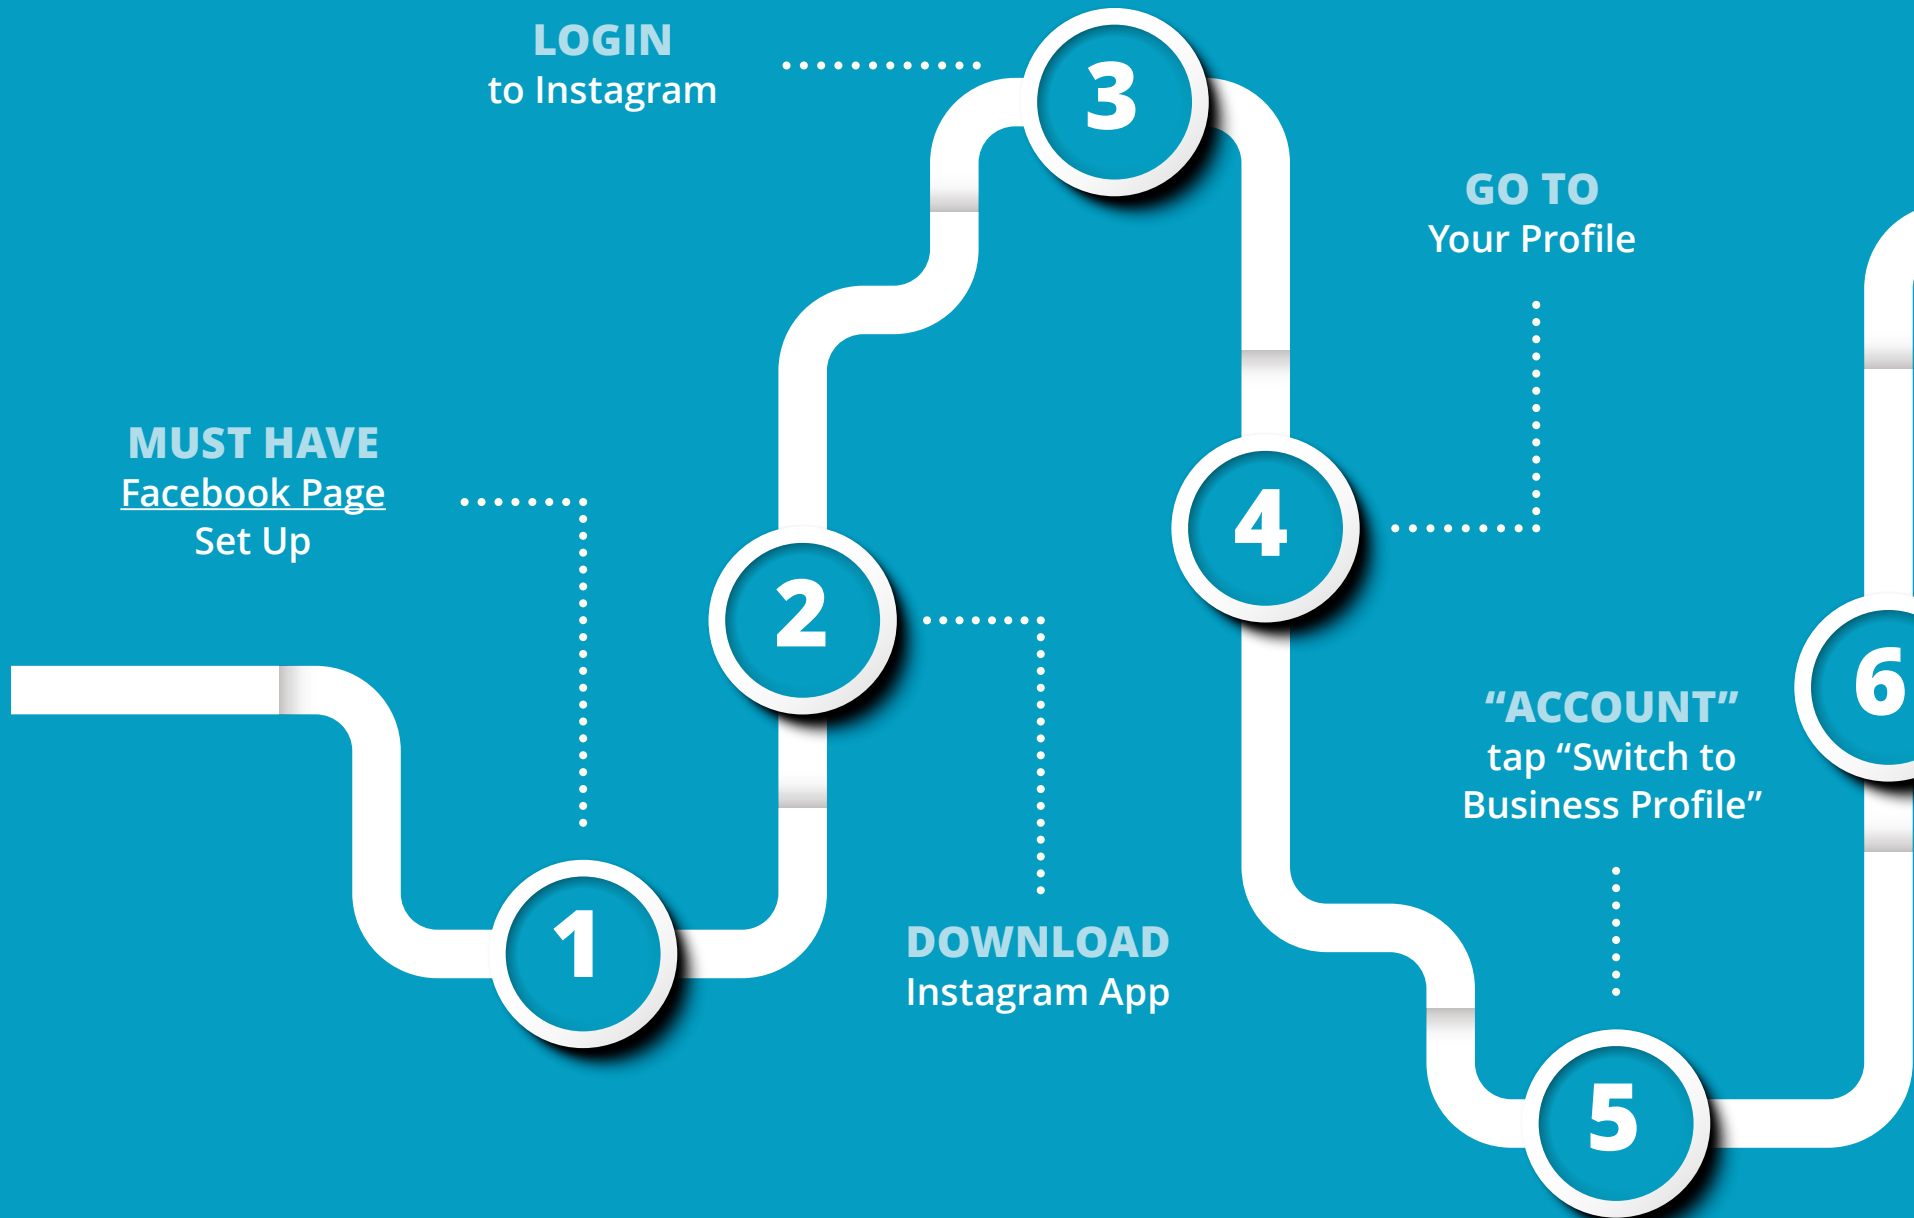 LOGIN
to Instagram
3
GO TO
Your Profile
MUST HAVE
Facebook Page
Set Up
4
2
6
“ACCOUNT”
tap “Switch to
Business Profile”
1
DOWNLOAD
Instagram App
5